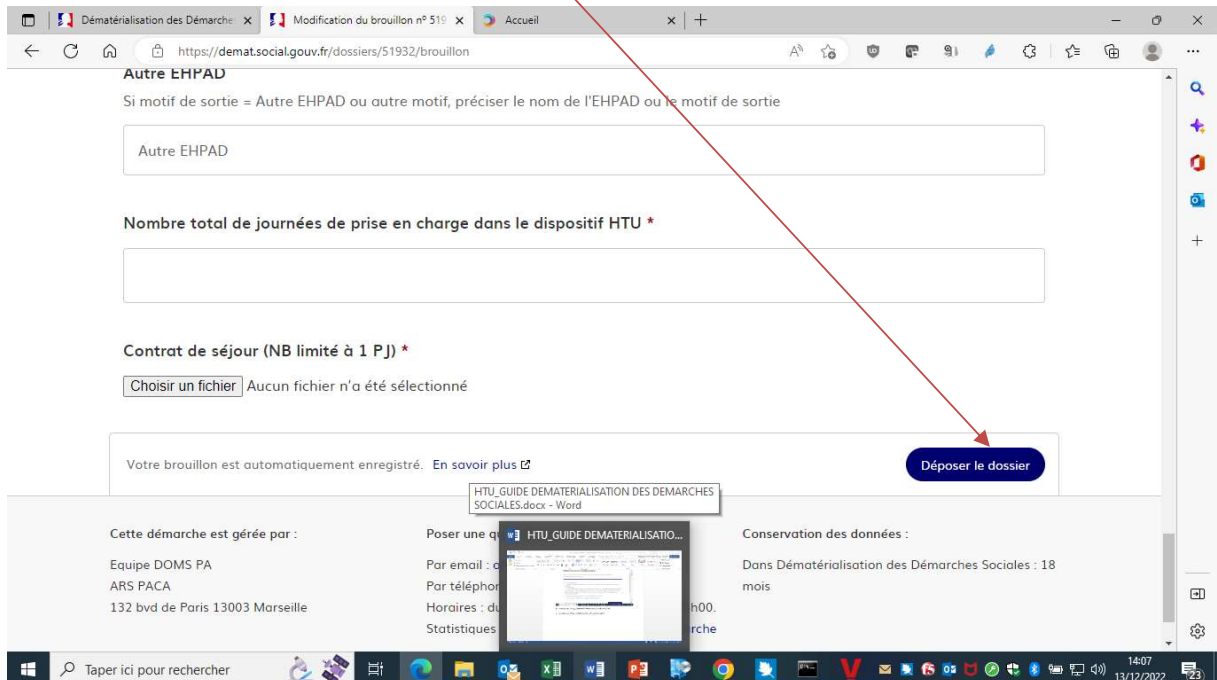 Dématérialisation des Démarche
Modification du brouillon nº 519
Accueil
https://demat.social.gouv.fr/dossiers/51932/brouillon
Autre EHPAD
Si motif de sortie = Autre EHPAD ou autre motif, préciser le nom de l'EHPAD ou le motif de sortie
Autre EHPAD
Nombre total de journées de prise en charge dans le dispositif HTU *
Contrat de séjour (NB limité à 1 PJ) *
Choisir un fichier Aucun fichier n'a été sélectionné
Votre brouillon est automatiquement enregistré. En savoir plus
Déposer le dossier
HTU_GUIDE DEMATERIALISATION DES DEMARCHES
SOCIALES.docx - Word
HTU_GUIDE DEMATERIALISATIO...
Cette démarche est gérée par :
Equipe DOMS PA
ARS PACA
132 bvd de Paris 13003 Marseille
Poser une q
Par email :
Par téléphon
Horaires : du
h00.
Statistiques
rche
Conservation des données :
Dans Dématérialisation des Démarches Sociales : 18
mois
Taper ici pour rechercher
14:07
13/12/2022
23